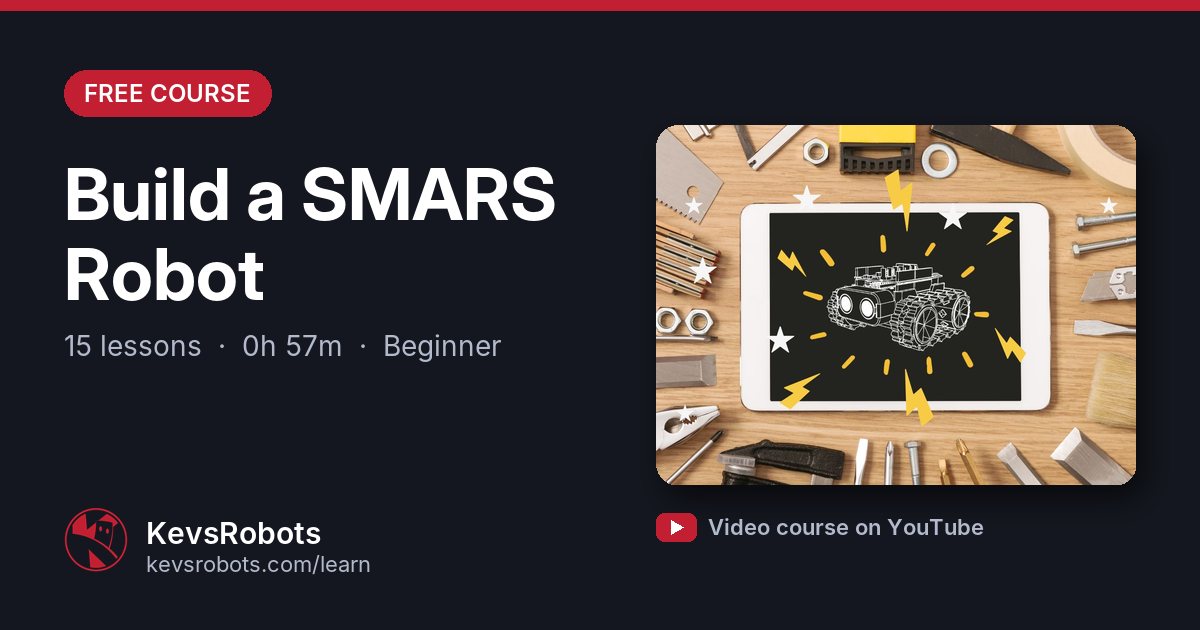 FREE COURSE
Build a SMARS
Robot
15 lessons · 0h 57m · Beginner
KevsRobots
kevsrobots.com/learn
Video course on YouTube